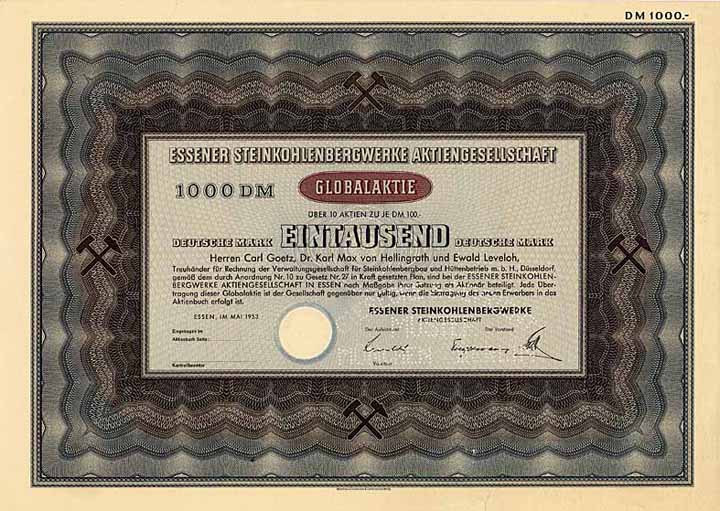 DM 1000.-
ESSENER STEINKOHLENBERGWERKE AKTIENGESELLSCHAFT
1000 DM GLOBALAKTIE
ÜBER 10 AKTIEN ZU JE DM 100,-
DEUTSCHE MARK EINTAUSEND DEUTSCHE MARK
Herren Carl Goetz, Dr. Karl Max von Hellingrath und Ewald Leveloh,
Treuhänder für Rechnung der Verwaltungsgesellschaft für Steinkohlenbergbau und Hüttenbetrieb m. b. H., Düsseldorf,
gemäß dem durch Anordnung Nr. 10 zu Gesetz Nr. 27 in Kraft gesetzten Plan, sind bei der ESSENER STEINKOHLEN-
BERGWERKE AKTIENGESELLSCHAFT IN ESSEN nach Maßgabe ihrer Satzung als Aktionär beteiligt. Jede Über-
tragung dieser Globalaktie ist der Gesellschaft gegenüber nur gültig, wenn die Eintragung des neuen Erwerbers in das
Aktienbuch erfolgt ist.
ESSEN, IM MAI 1953
ESSENER STEINKOHLENBERGWERKE
AKTIENGESELLSCHAFT
Eingetragen im
Aktienbuch Seite:
Der Aufsichtsrat
Der Vorstand
Vorsitzer
Kontrollbeamter